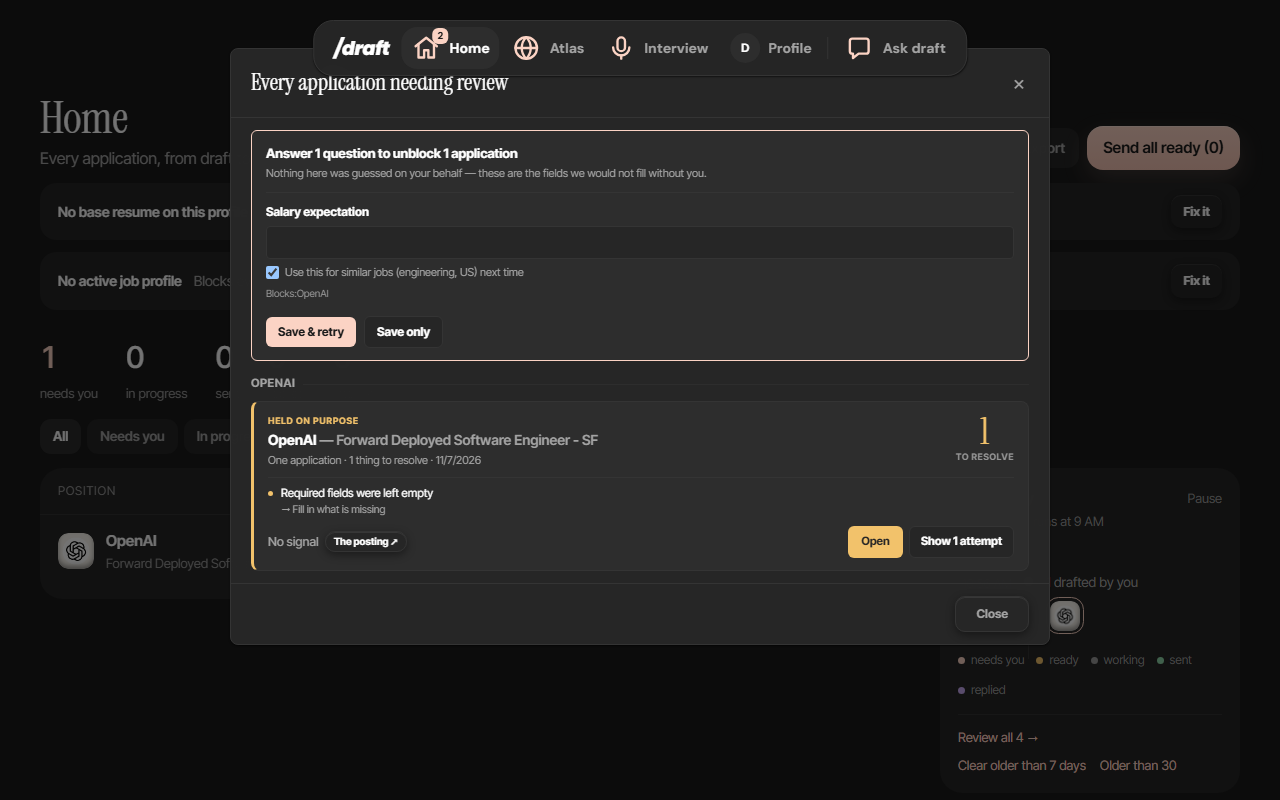 /draft
2
Home
Atlas
Interview
D
Profile
Ask draft
Every application needing review
×
Home
Every application, from draft
ort
Send all ready (0)
No base resume on this pro
Fix it
No active job profile Blocks
Fix it
1
needs you
0
in progress
0
se
All
Needs you
In pro
POSITION
OpenAI
Forward Deployed Sof
Answer 1 question to unblock 1 application
Nothing here was guessed on your behalf — these are the fields we would not fill without you.
Salary expectation
Use this for similar jobs (engineering, US) next time
Blocks:OpenAI
Save & retry
Save only
OPENAI
HELD ON PURPOSE
OpenAI — Forward Deployed Software Engineer - SF
One application · 1 thing to resolve · 11/7/2026
1
TO RESOLVE
Required fields were left empty
→ Fill in what is missing
No signal
The posting ↗
Open
Show 1 attempt
Close
Pause
s at 9 AM
drafted by you
needs you
ready
working
sent
replied
Review all 4 →
Clear older than 7 days
Older than 30